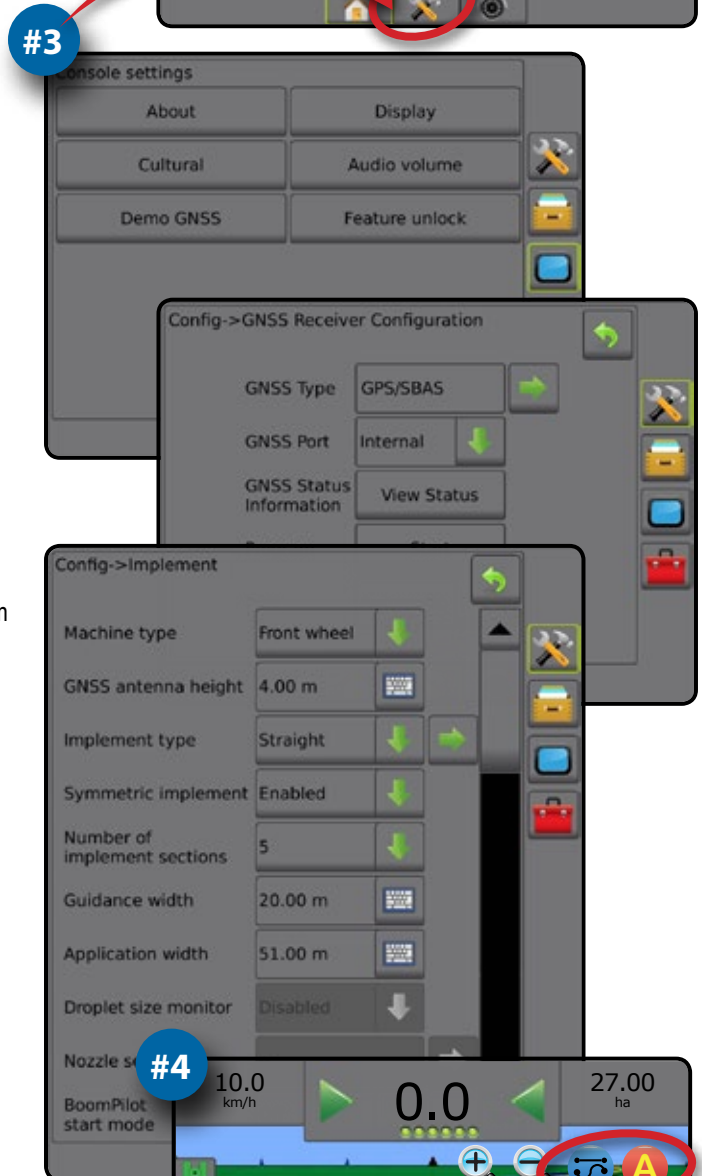 #3
Console settings
About
Display
Cultural
Audio volume
Demo GNSS
Feature unlock
Config->GNSS Receiver Configuration
GNSS Type GPS/SBAS
GNSS Port Internal
GNSS Status
Information
View Status
Config->Implement
Machine type Front wheel
GNSS antenna height 4.00 m
Implement type Straight
Symmetric implement Enabled
Number of
implement sections
5
Guidance width 20.00 m
Application width 51.00 m
Droplet size monitor Disabled
Nozzle
BoomPilot
start mode
#4
10.0
km/h
0.0
27.00
ha
A